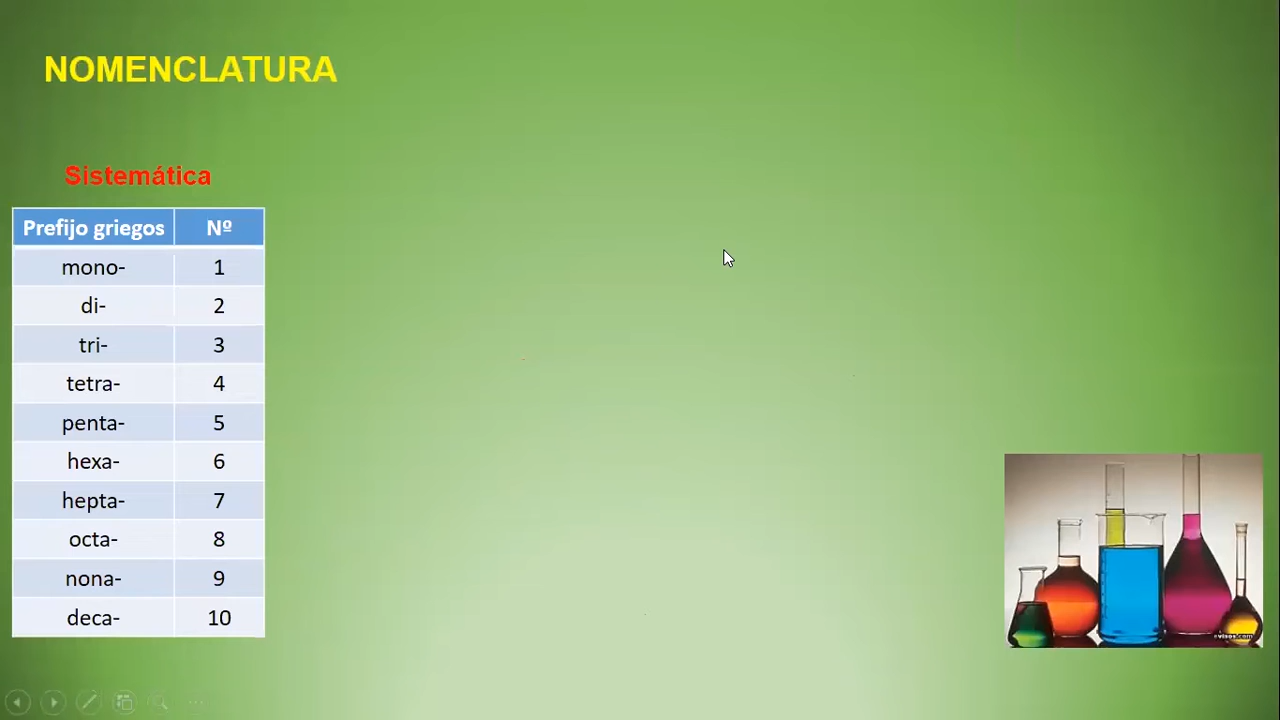 NOMENCLATURA
Sistemática
Prefijo griegos Nº
mono- 1
di- 2
tri- 3
tetra- 4
penta- 5
hexa- 6
hepta- 7
octa- 8
nona- 9
deca- 10